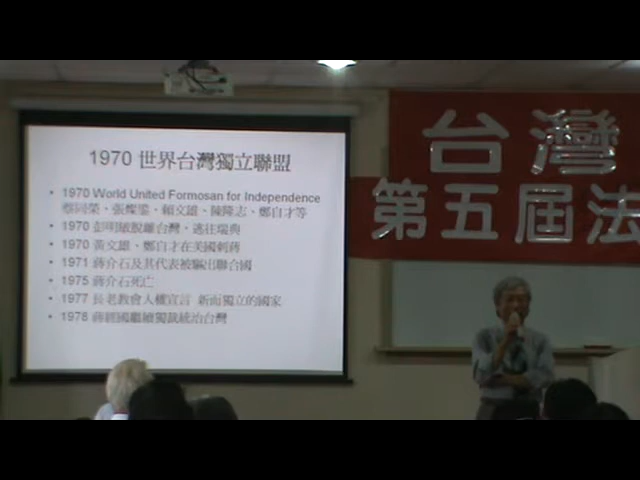 1970 世界台灣獨立聯盟
• 1970 World United Formosan for Independence
蔡同榮、張燦鍙、賴文雄、陳隆志、鄭自才等
• 1970 彭明敏脫離台灣，逃往瑞典
• 1970 黃文雄、鄭自才在美國刺蔣
• 1971 蔣介石及其代表被驅出聯合國
• 1975 蔣介石死亡
• 1977 長老教會人權宣言 新而獨立的國家
• 1978 蔣經國繼續獨裁統治台灣
台灣
第五屆法